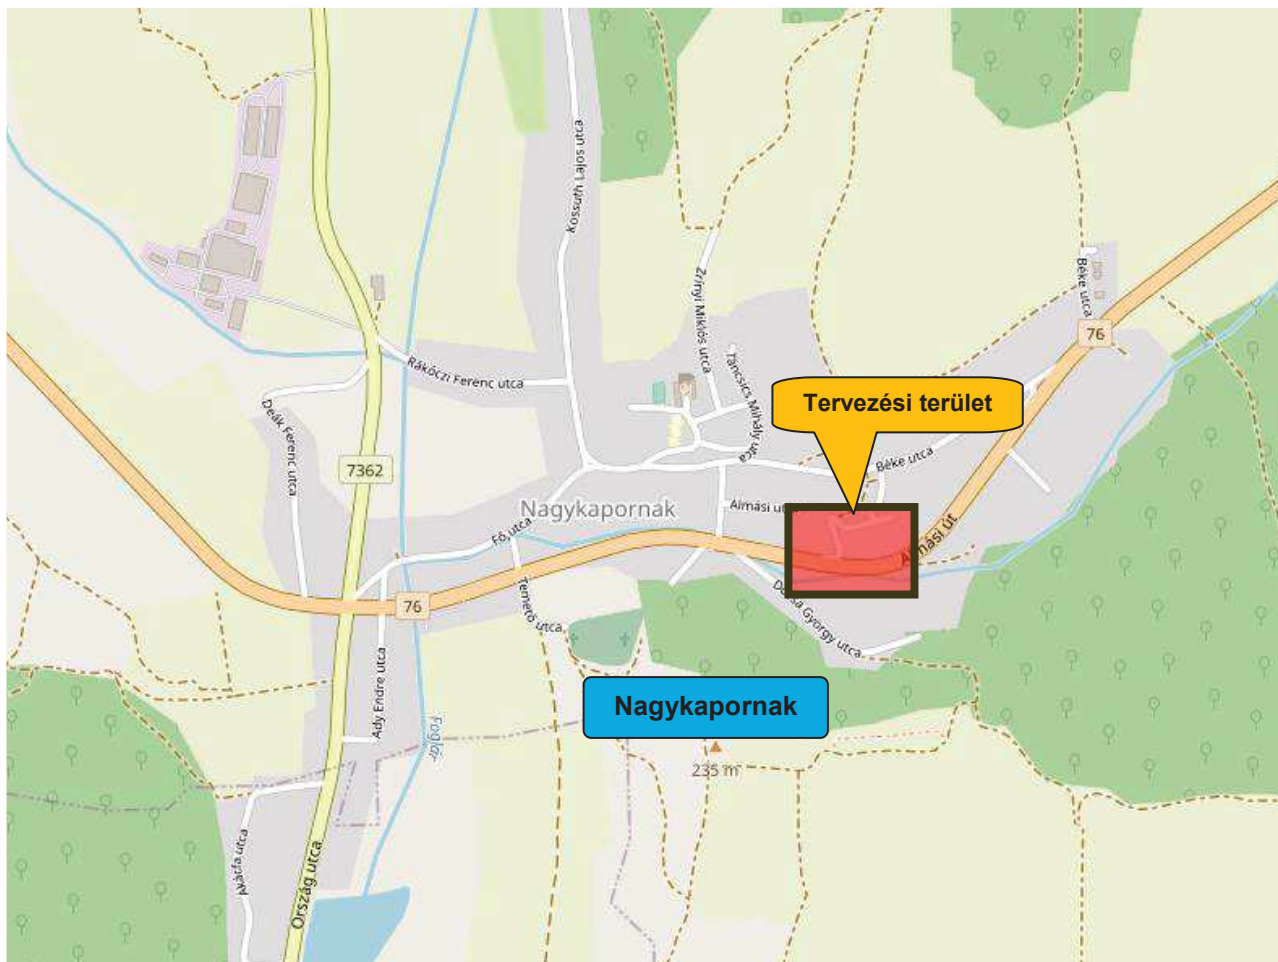 Kossuth Lajos utca
Zrínyi Miklós utca
Béke utca
76
Táncsics Mihály utca
Rákóczi Ferenc utca
Deák Ferenc utca
Tervezési terület
7362
Béke utca
Nagykapornak
Almási
Fő utca
Almási út
76
Temető utca
Dózsa György utca
Ady Endre utca
Foglár
Nagykapornak
235 m
Akácfa utca
Ország utca